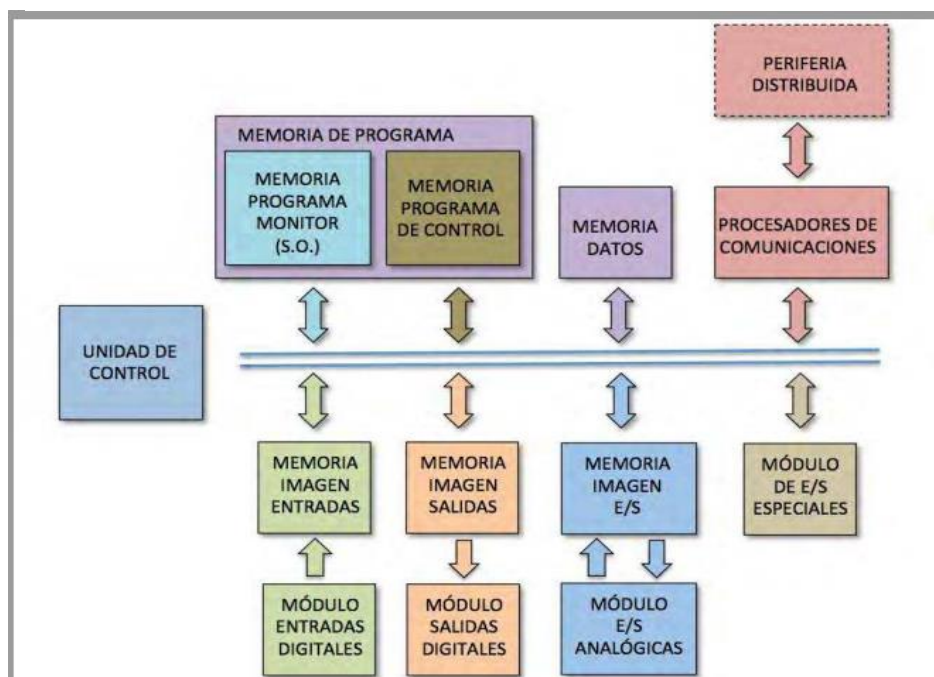 PERIFERIA
DISTRIBUIDA
MEMORIA DE PROGRAMA
MEMORIA
PROGRAMA
MONITOR
(S.O.)
MEMORIA
PROGRAMA
DE CONTROL
MEMORIA
DATOS
PROCESADORES DE
COMUNICACIONES
UNIDAD DE
CONTROL
MEMORIA
IMAGEN
ENTRADAS
MEMORIA
IMAGEN
SALIDAS
MEMORIA
IMAGEN
E/S
MÓDULO
DE E/S
ESPECIALES
MÓDULO
ENTRADAS
DIGITALES
MÓDULO
SALIDAS
DIGITALES
MÓDULO
E/S
ANALÓGICAS